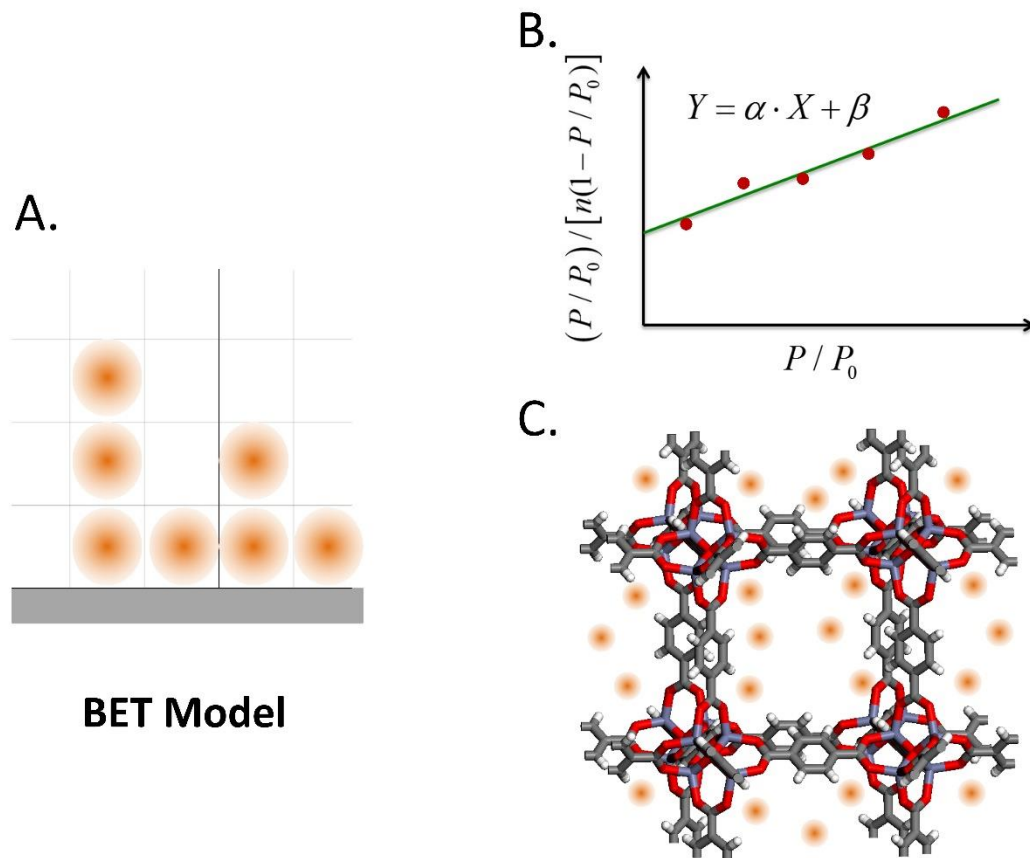 A.
BET Model
B.
(P / P₀) / [n(1 − P / P₀)]
Y = α · X + β
P / P₀
C.